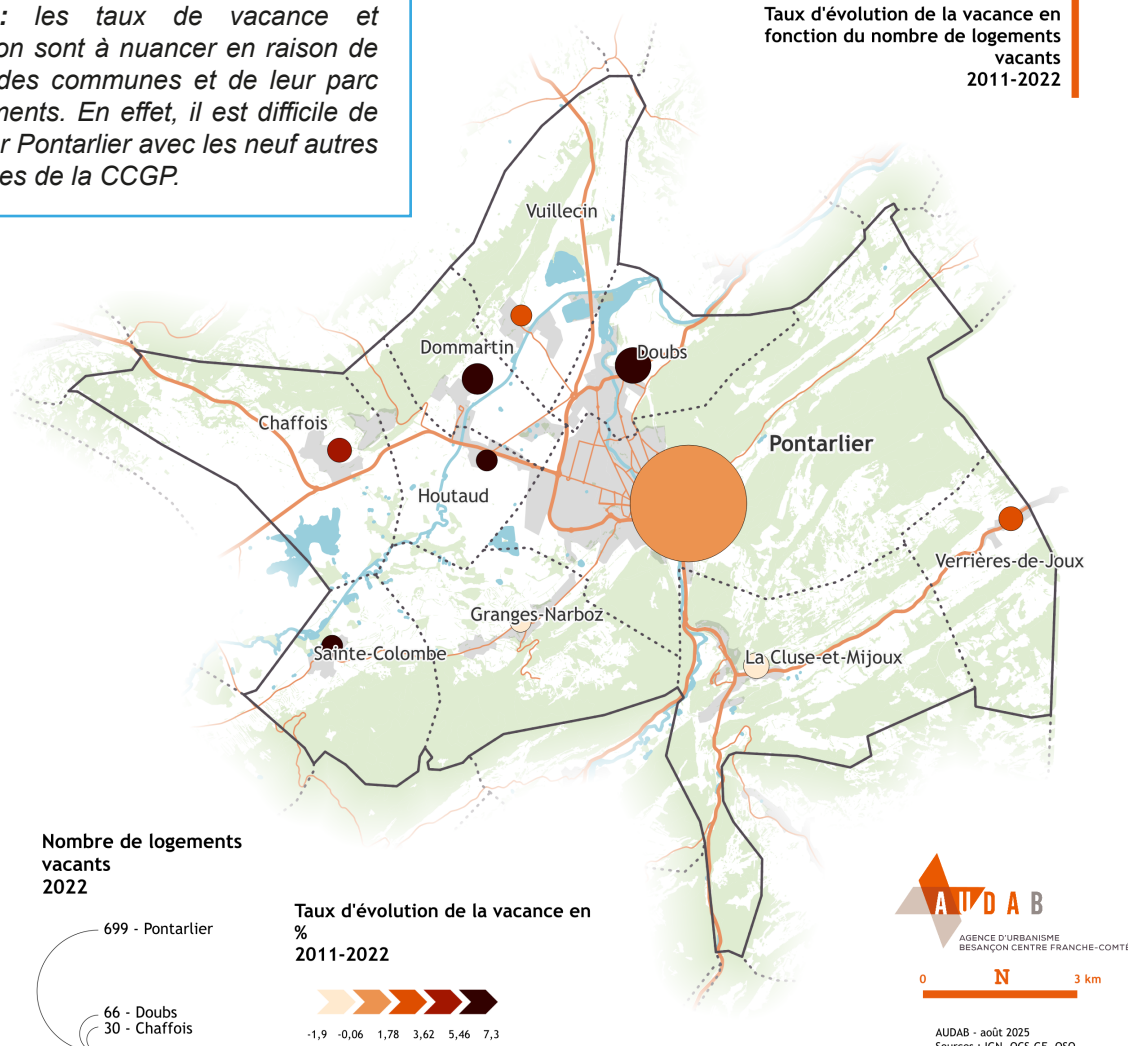 : les taux de vacance et
on sont à nuancer en raison de
des communes et de leur parc
ments. En effet, il est difficile de
r Pontarlier avec les neuf autres
es de la CCGP.
Taux d'évolution de la vacance en
fonction du nombre de logements
vacants
2011-2022
Vuillecin
Dommartin
Doubs
Chaffois
Pontarlier
Houtaud
Verrières-de-Joux
Granges-Narboz
Sainte-Colombe
La Cluse-et-Mijoux
Nombre de logements
vacants
2022
699 - Pontarlier
66 - Doubs
30 - Chaffois
Taux d'évolution de la vacance en
%
2011-2022
-1,9 -0,06 1,78 3,62 5,46 7,3
AUDAB
AGENCE D'URBANISME
BESANÇON CENTRE FRANCHE-COMTÉ
0 N 3 km
AUDAB - août 2025
Sources : IGN, OCS GE, OSO